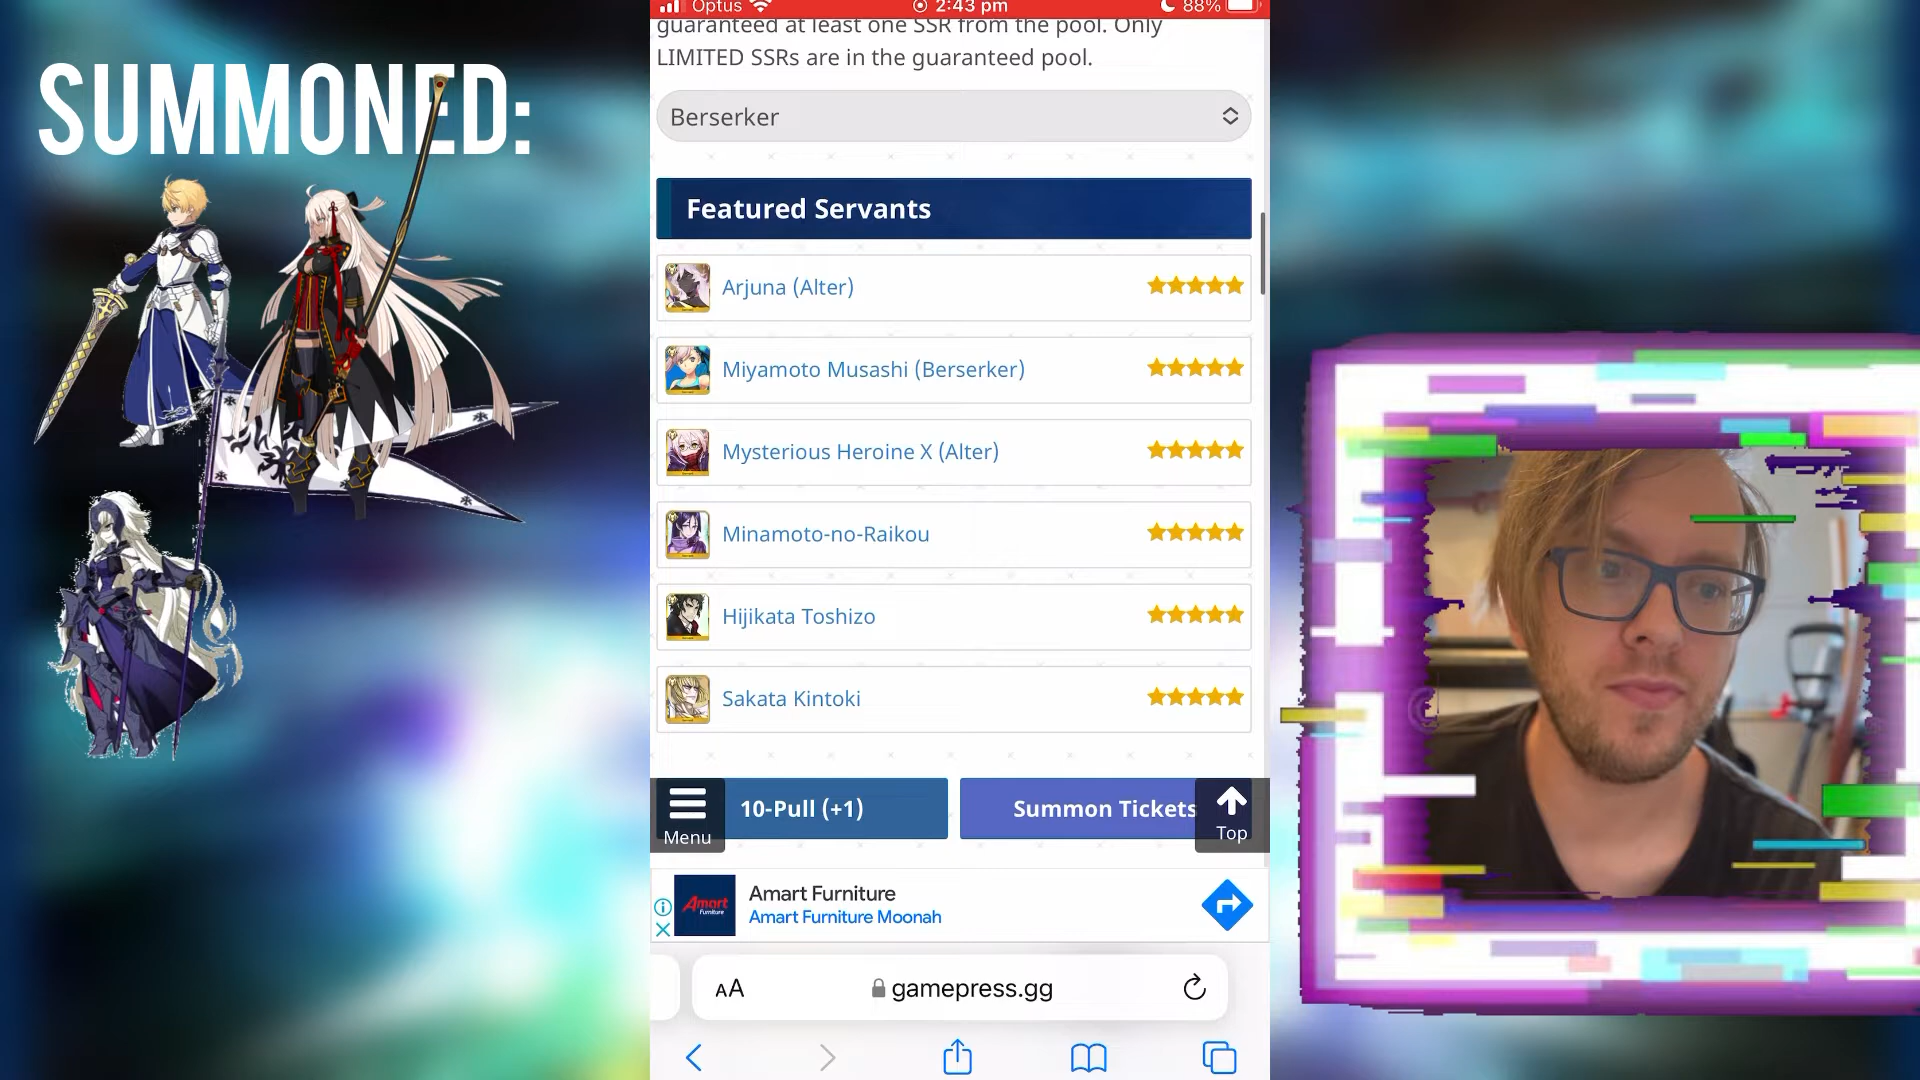 SUMMONED:
Optus 2:43 pm 88%
guaranteed at least one SSR from the pool. Only
LIMITED SSRs are in the guaranteed pool.
Berserker
Featured Servants
Arjuna (Alter)
Miyamoto Musashi (Berserker)
Mysterious Heroine X (Alter)
Minamoto-no-Raikou
Hijikata Toshizo
Sakata Kintoki
10-Pull (+1) Summon Tickets
Menu Top
Amart Furniture
Amart Furniture
Amart Furniture Moonah
AA gamepress.gg